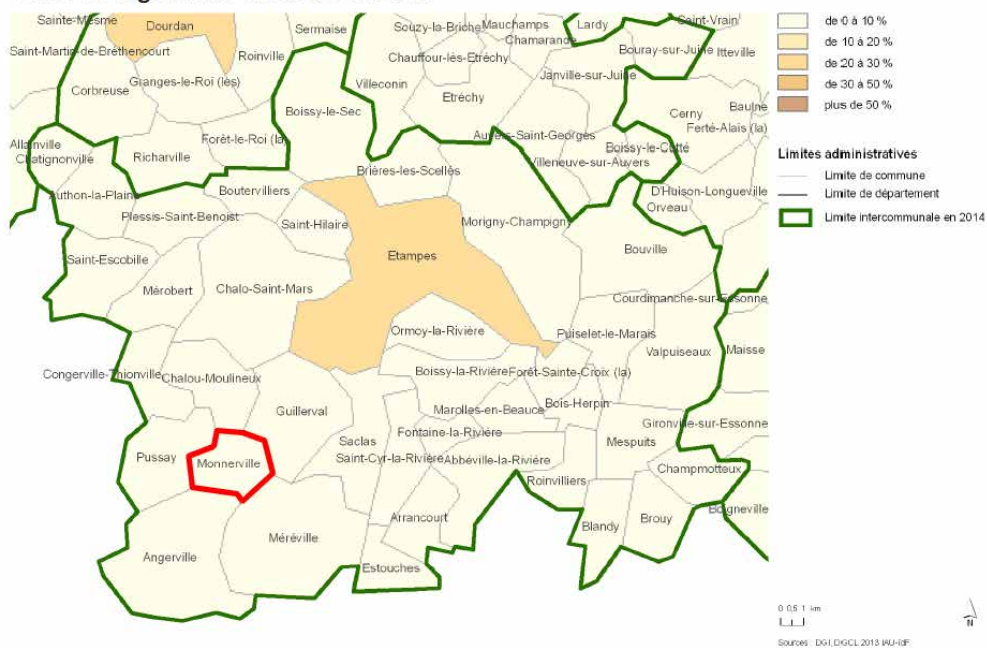 Sainte-Mesme
Dourdan
Sermaise
Souzy-la-Briche
Mauchamps
Lardy
Saint-Vrain
Chamarande
Saint-Martin-de-Bréthencourt
Roinville
Chauffour-lès-Etréchy
Bouray-sur-Juine
Itteville
Granges-le-Roi (les)
Villeconin
Janville-sur-Juine
Corbreuse
Etréchy
Boissy-le-Sec
Cerny
Baulne
Ferté-Alais (la)
Allainville
Forêt-le-Roi (la)
Auvers-Saint-Georges
Boissy-le-Cutté
Chatignonville
Richarville
Villeneuve-sur-Auvers
Brières-les-Scellés
Authon-la-Plaine
Boutervilliers
D'Huison-Longueville
Orveau
Plessis-Saint-Benoist
Saint-Hilaire
Morigny-Champigny
Bouville
Etampes
Saint-Escobille
Mérobert
Chalo-Saint-Mars
Courdimanche-sur-Essonne
Ormoy-la-Rivière
Puiselet-le-Marais
Valpuiseaux
Maisse
Congerville-Thionville
Chalou-Moulineux
Boissy-la-Rivière
Forêt-Sainte-Croix (la)
Guillerval
Marolles-en-Beauce
Bois-Herpin
Gironville-sur-Essonne
Fontaine-la-Rivière
Saclas
Mespuits
Pussay
Monnerville
Saint-Cyr-la-Rivière
Abbéville-la-Rivière
Champmotteux
Roinvilliers
Boigneville
Arrancourt
Blandy
Brouy
Méréville
Angerville
Estouches
de 0 à 10 %
de 10 à 20 %
de 20 à 30 %
de 30 à 50 %
plus de 50 %
Limites administratives
Limite de commune
Limite de département
Limite intercommunale en 2014
0 0,5 1 km
N
Sources : DGI, DGCL 2013 IAU-îdF